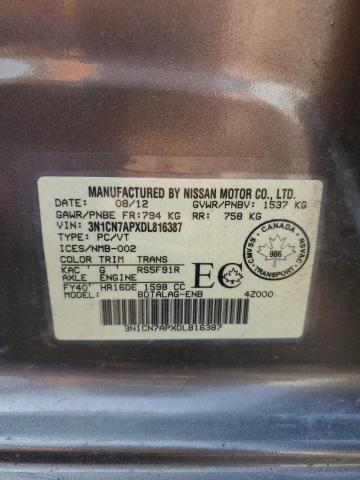 MANUFACTURED BY NISSAN MOTOR CO., LTD.
DATE: 08/12 GVWR/PNBV: 1537 KG
GAWR/PNBE FR: 794 KG RR: 758 KG
VIN: 3N1CN7APXDL816387
TYPE: PC/VT
ICES/NMB-002
COLOR TRIM TRANS
KAC G RS5F91R
AXLE ENGINE
FY40 HR16DE 1598 CC
MODEL: BDTALAG-ENB 4Z000
EC
3N1CN7APXDL816387
CANADA
CMVSS
986
NSVAC